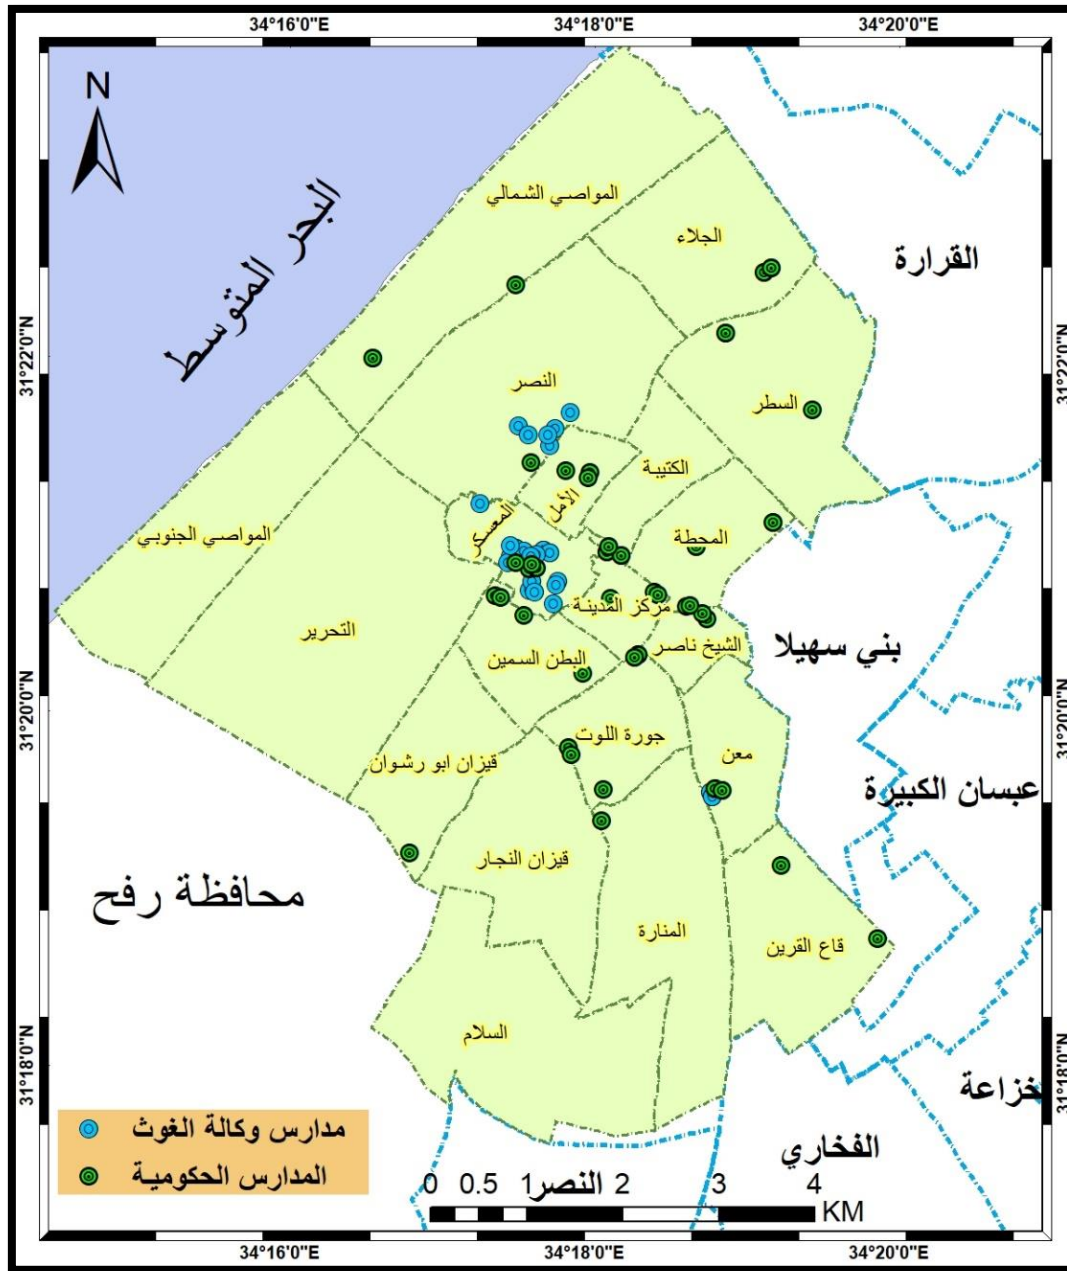 34°16'0"E 34°18'0"E 34°20'0"E
N
المواصي الشمالي
الجلاء
البحر المتوسط
القرارة
31°22'0"N
31°22'0"N
النصر
السطر
الكتيبة
الأمل
المعسكر
المواصي الجنوبي
المحطة
مركز المدينة
التحرير
الشيخ ناصر
بني سهيلا
البطن السمين
31°20'0"N
31°20'0"N
جورة اللوت
معن
قيزان ابو رشوان
عبسان الكبيرة
قيزان النجار
محافظة رفح
المنارة
قاع القرين
السلام
31°18'0"N
31°18'0"N
خزاعة
مدارس وكالة الغوث
المدارس الحكومية
الفخاري
النصر
0 0.5 1 2 3 4
KM
34°16'0"E 34°18'0"E 34°20'0"E